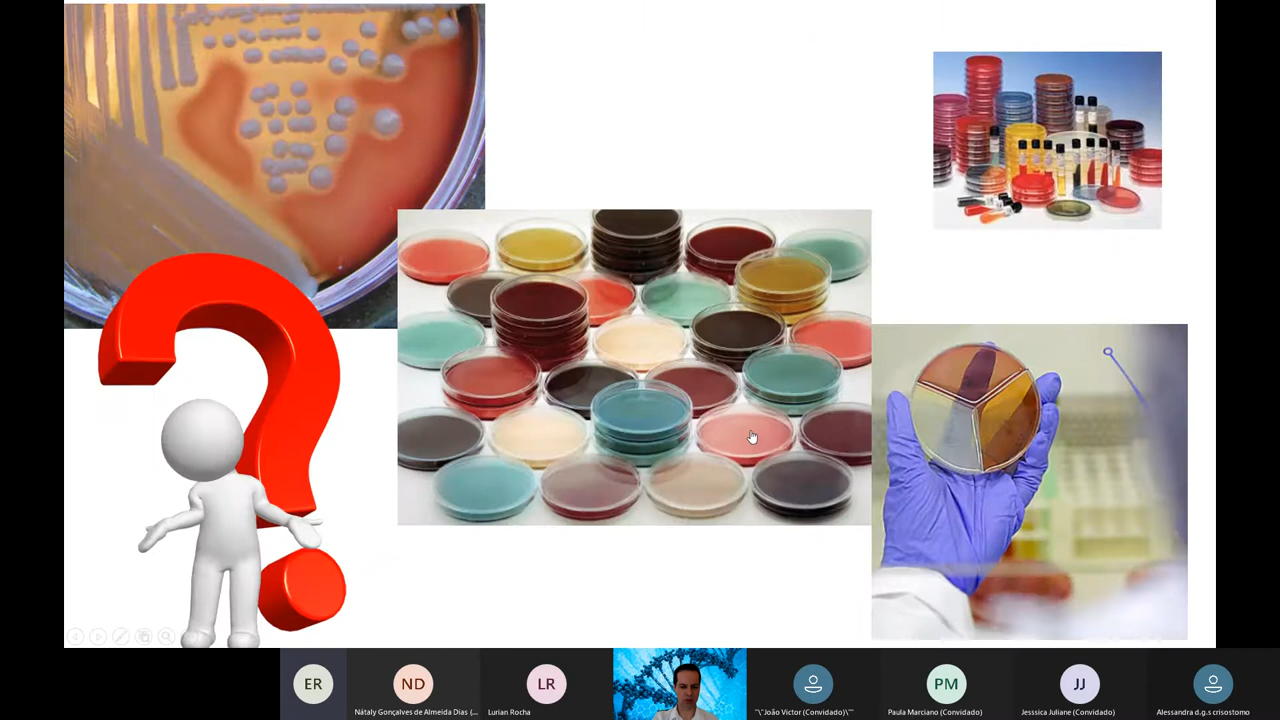 ER
ND
LR
PM
JJ
Nátaly Gonçalves de Almeida Dias (...
Lurian Rocha
"\"João Victor (Convidado)\""
Paula Marciano (Convidado)
Jesssica Juliane (Convidado)
Alessandra d.g.s crisostomo